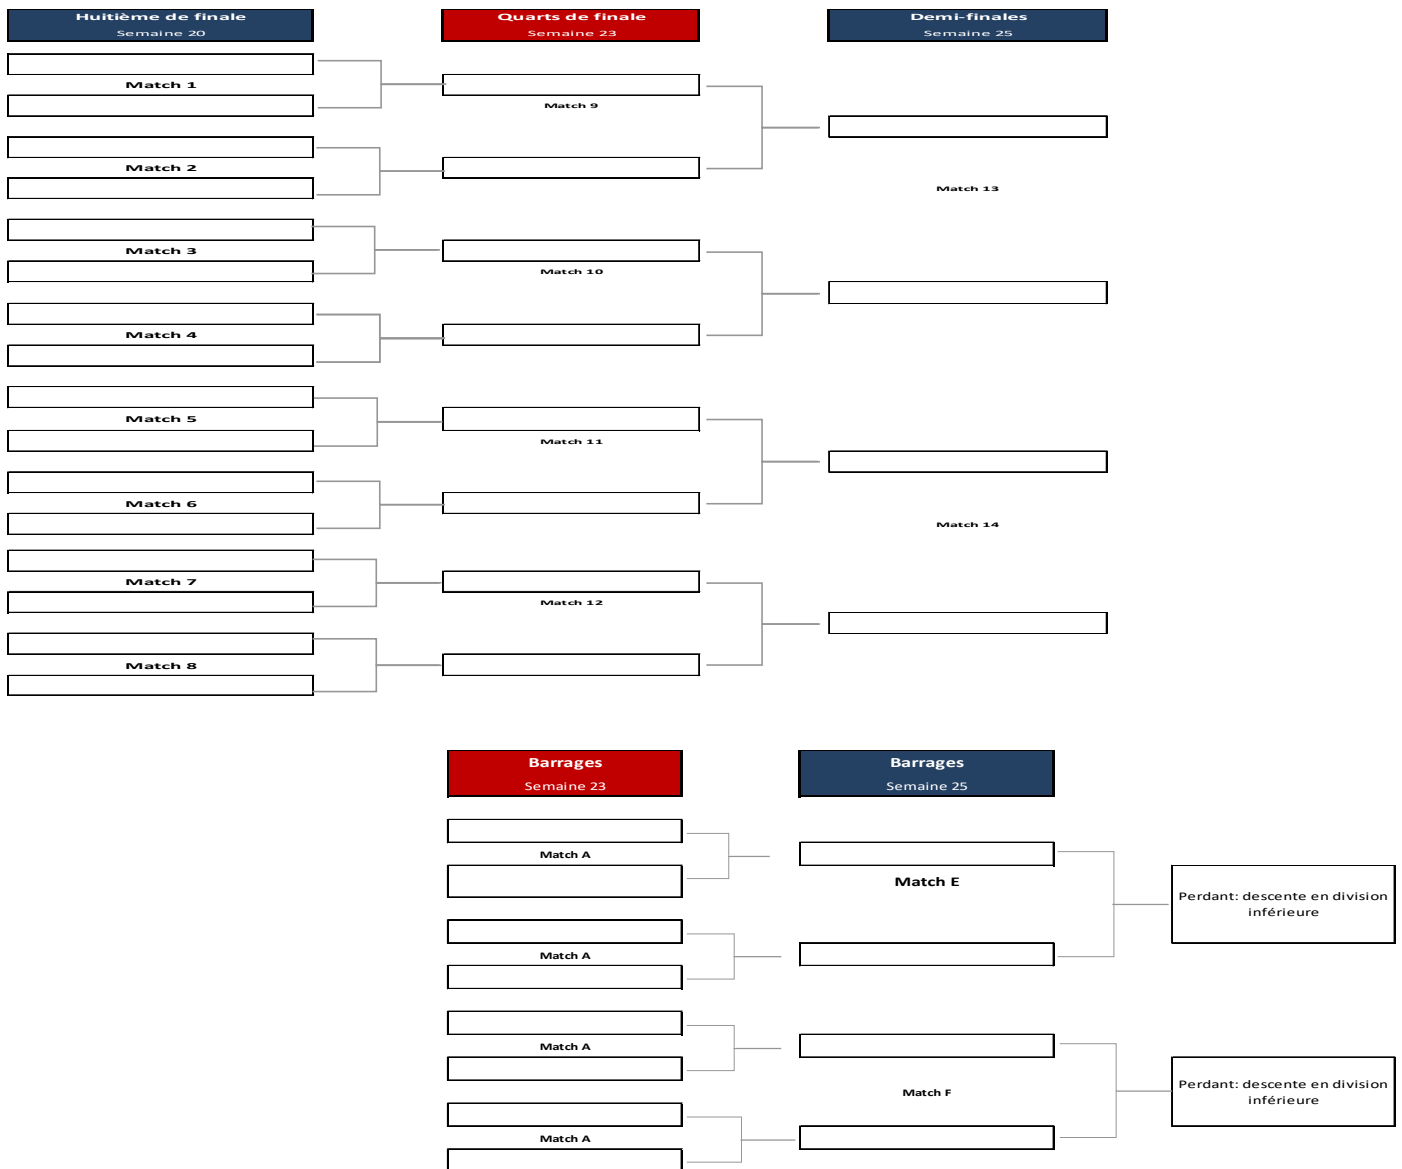 Huitième de finale
Semaine 20
Quarts de finale
Semaine 23
Demi-finales
Semaine 25
Match 1
Match 9
Match 2
Match 13
Match 3
Match 10
Match 4
Match 5
Match 11
Match 6
Match 14
Match 7
Match 12
Match 8
Barrages
Semaine 23
Barrages
Semaine 25
Match A
Match E
Perdant: descente en division
inférieure
Match A
Match A
Match F
Perdant: descente en division
inférieure
Match A